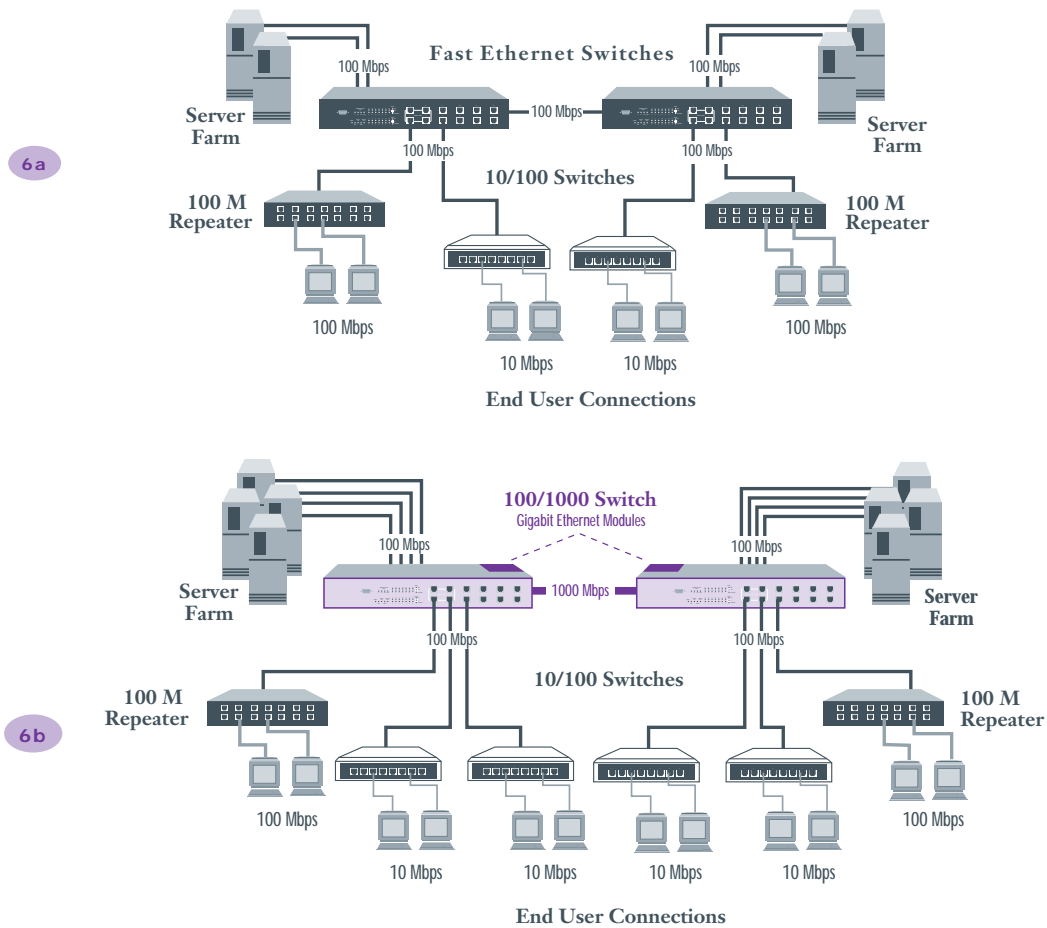 Fast Ethernet Switches
100 Mbps
100 Mbps
Server
Farm
100 Mbps
Server
Farm
6a
100 Mbps
100 Mbps
10/100 Switches
100 M
Repeater
100 M
Repeater
100 Mbps
100 Mbps
10 Mbps
10 Mbps
End User Connections
100/1000 Switch
Gigabit Ethernet Modules
100 Mbps
100 Mbps
Server
Farm
1000 Mbps
Server
Farm
100 Mbps
100 Mbps
10/100 Switches
100 M
Repeater
100 M
Repeater
6b
100 Mbps
100 Mbps
10 Mbps
10 Mbps
10 Mbps
10 Mbps
End User Connections